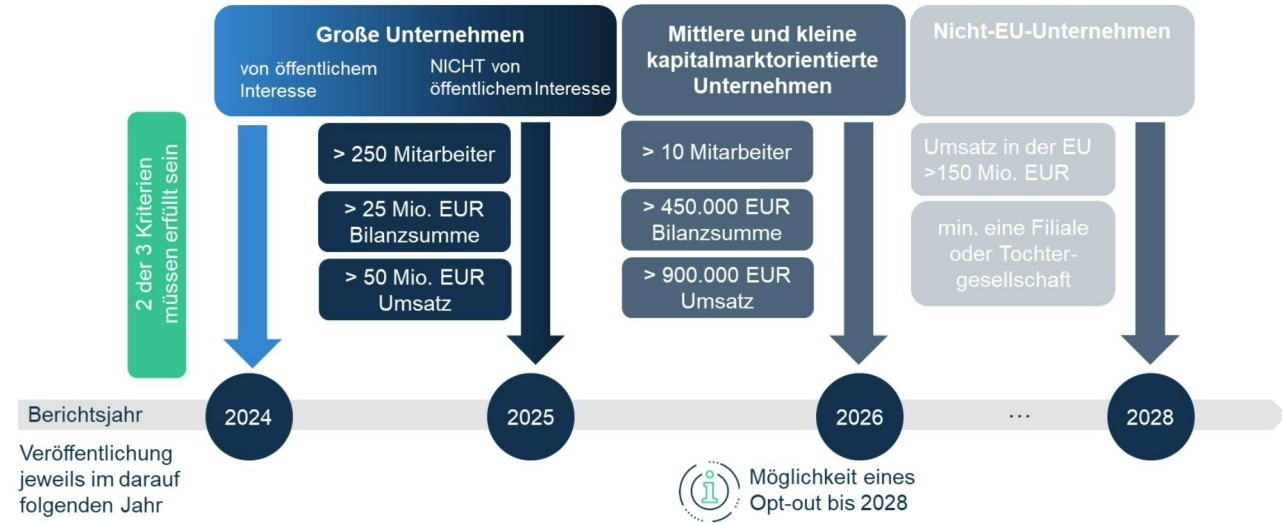 Große Unternehmen
von öffentlichem
Interesse
NICHT von
öffentlichem Interesse
Mittlere und kleine
kapitalmarktorientierte
Unternehmen
Nicht-EU-Unternehmen
2 der 3 Kriterien
müssen erfüllt sein
> 250 Mitarbeiter
> 25 Mio. EUR
Bilanzsumme
> 50 Mio. EUR
Umsatz
> 10 Mitarbeiter
> 450.000 EUR
Bilanzsumme
> 900.000 EUR
Umsatz
Umsatz in der EU
>150 Mio. EUR
min. eine Filiale
oder Tochter-
gesellschaft
Berichtsjahr
2024
2025
2026
...
2028
Veröffentlichung
jeweils im darauf
folgenden Jahr
Möglichkeit eines
Opt-out bis 2028